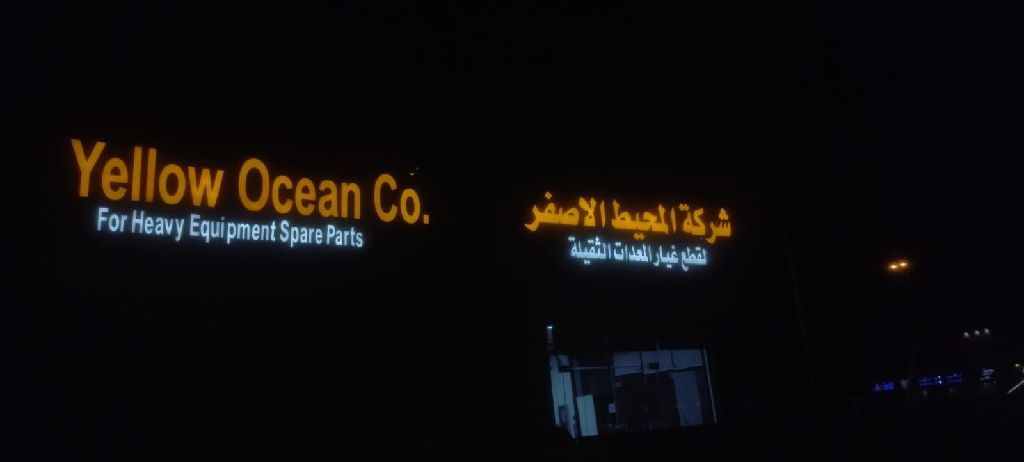 Yellow Ocean Co.
For Heavy Equipment Spare Parts
شركة المحيط الاصفر
لقطع غيار المعدات الثقيلة